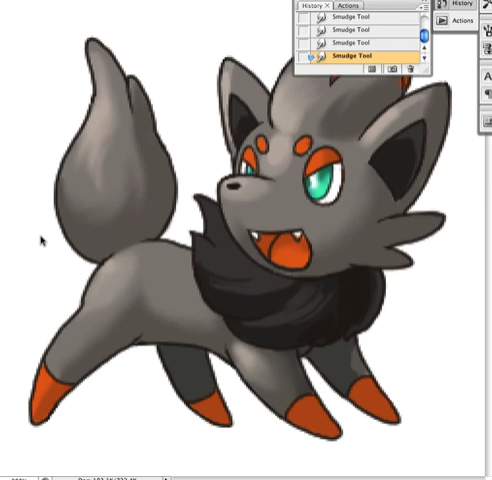 History × Actions
History
Smudge Tool
Actions
Smudge Tool
Smudge Tool
Smudge Tool
A